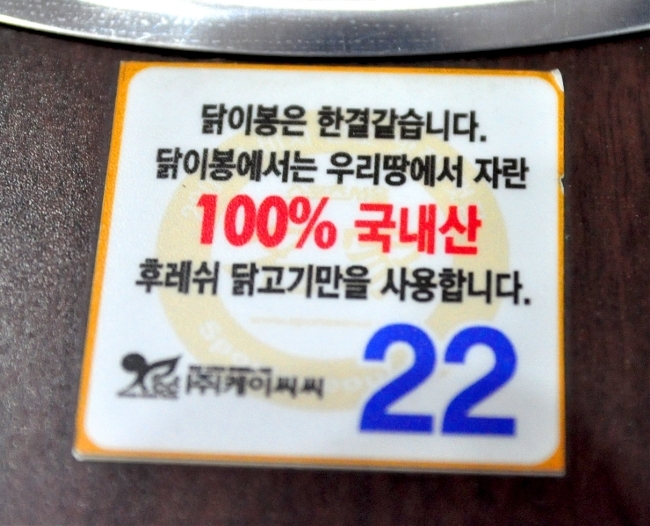 닭이봉은 한결같습니다.
닭이봉에서는 우리땅에서 자란
100% 국내산
후레쉬 닭고기만을 사용합니다.
22
(주)케이씨씨